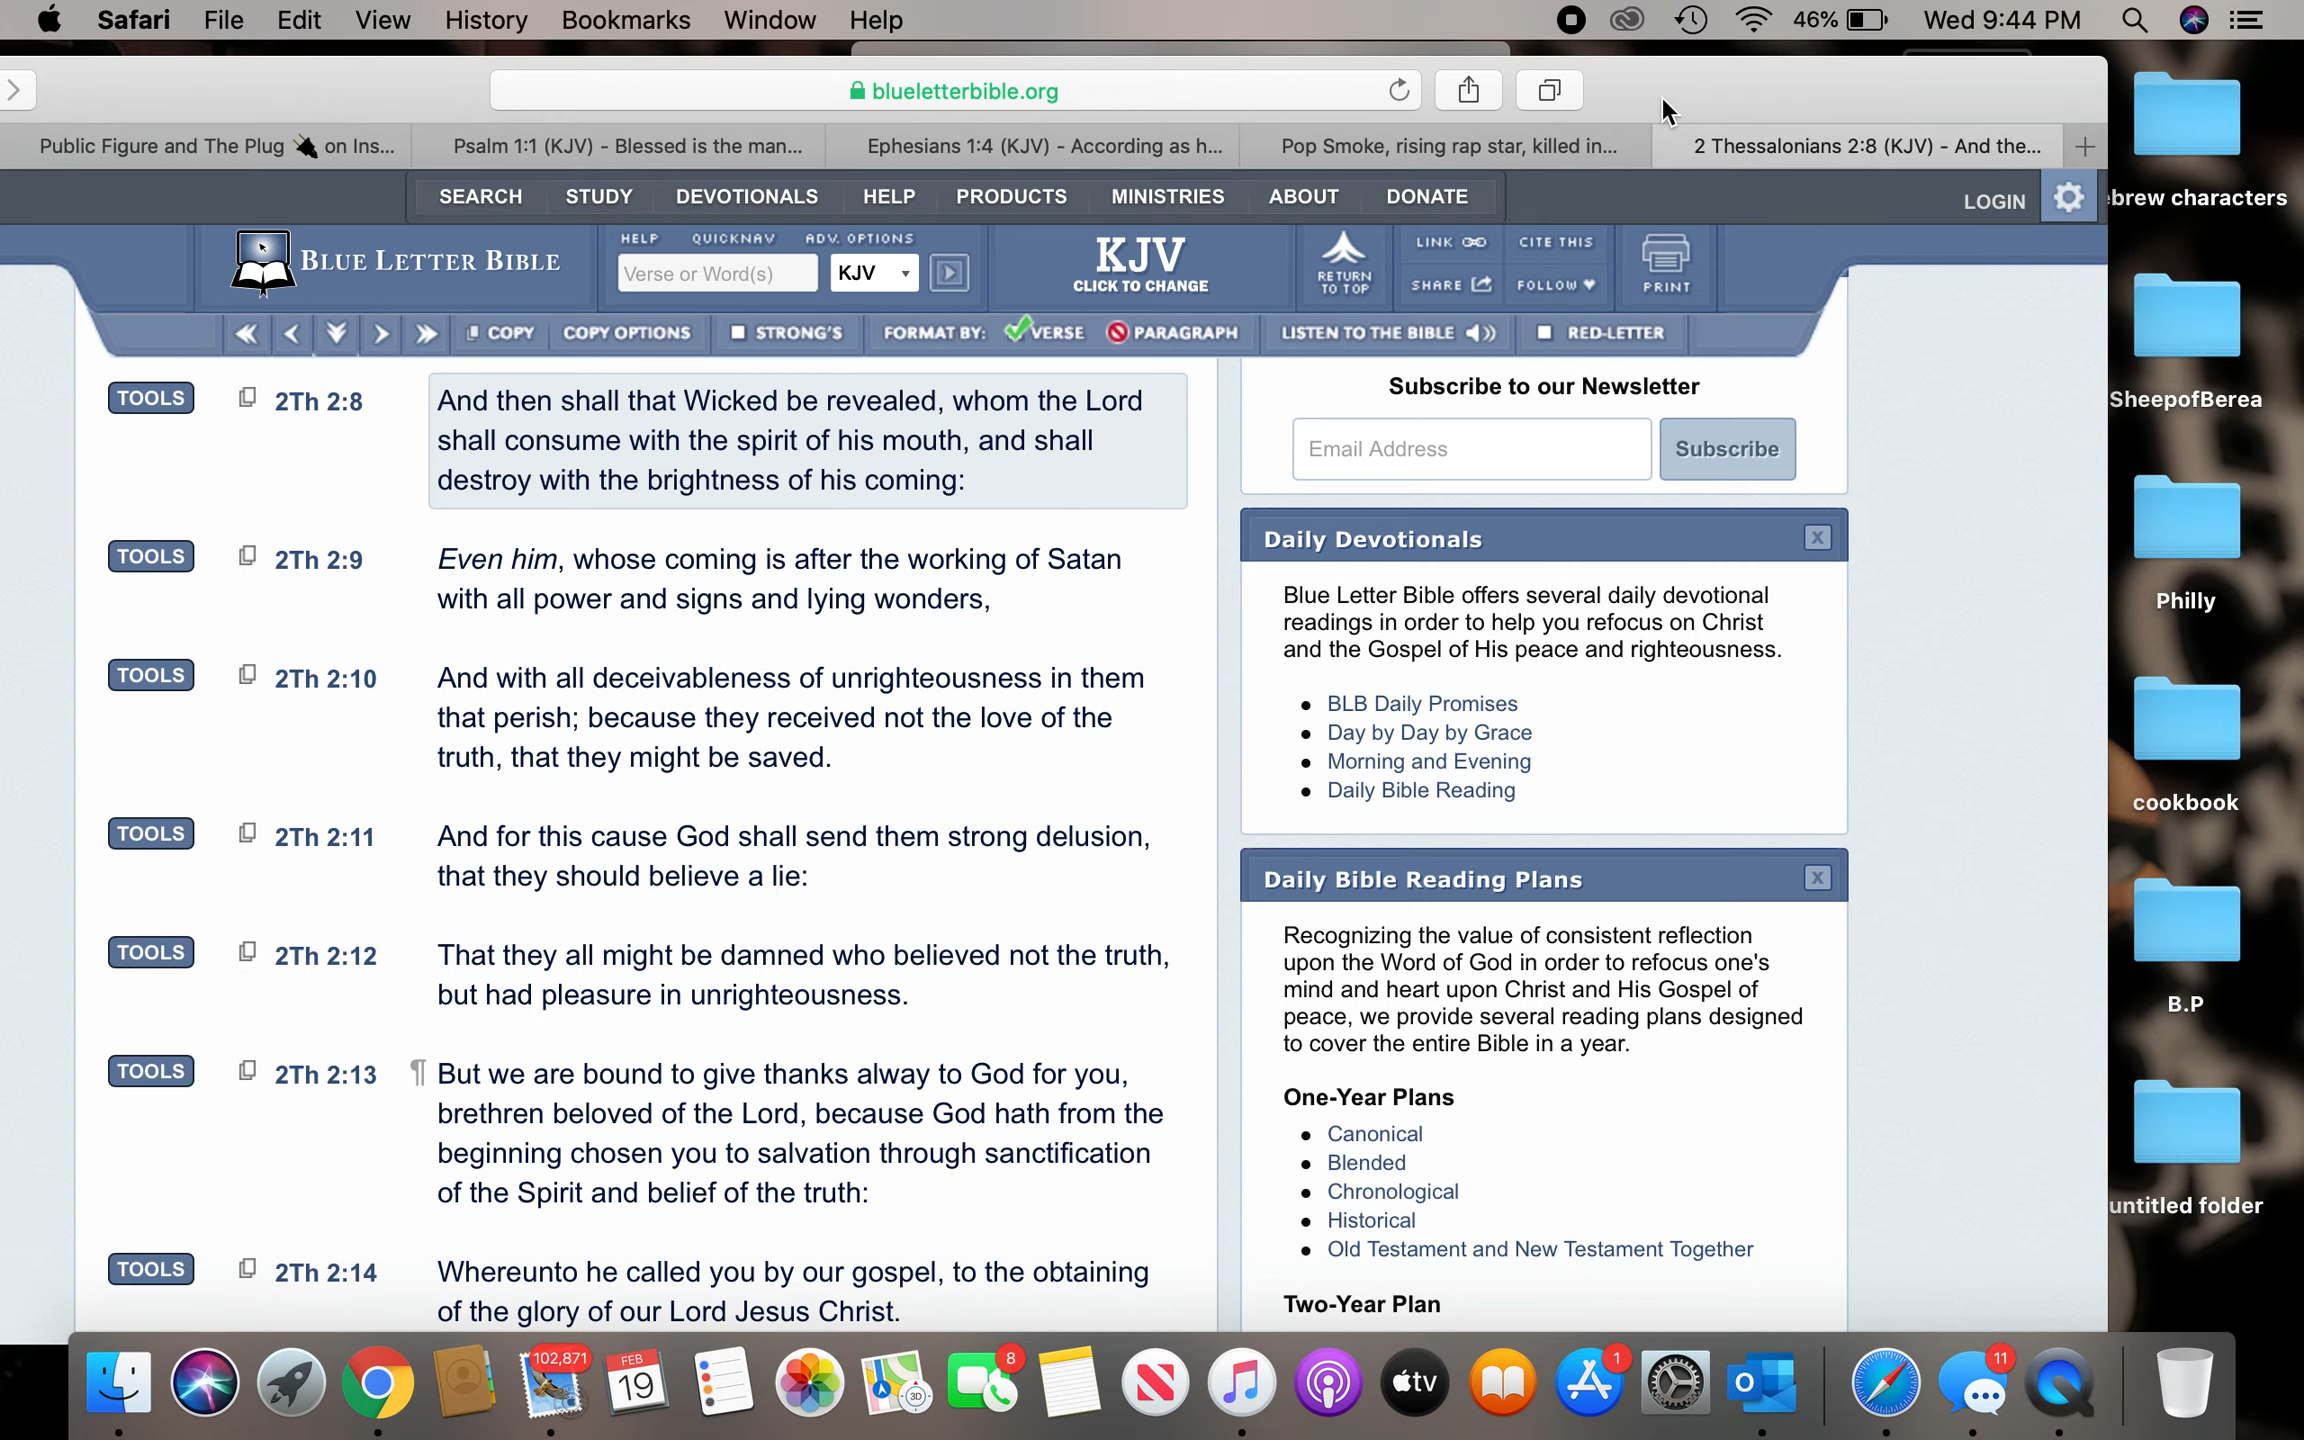 Safari File Edit View History Bookmarks Window Help 46% Wed 9:44 PM
blueletterbible.org
Public Figure and The Plug 🔌 on Ins... Psalm 1:1 (KJV) - Blessed is the man... Ephesians 1:4 (KJV) - According as h... Pop Smoke, rising rap star, killed in... 2 Thessalonians 2:8 (KJV) - And the...
SEARCH STUDY DEVOTIONALS HELP PRODUCTS MINISTRIES ABOUT DONATE LOGIN
BLUE LETTER BIBLE
HELP QUICKNAV ADV. OPTIONS
Verse or Word(s) KJV
KJV
CLICK TO CHANGE
RETURN
TO TOP
LINK CITE THIS
SHARE FOLLOW
PRINT
COPY COPY OPTIONS STRONG'S FORMAT BY: VERSE PARAGRAPH LISTEN TO THE BIBLE RED-LETTER
TOOLS 2Th 2:8 And then shall that Wicked be revealed, whom the Lord
shall consume with the spirit of his mouth, and shall
destroy with the brightness of his coming:
TOOLS 2Th 2:9 Even him, whose coming is after the working of Satan
with all power and signs and lying wonders,
TOOLS 2Th 2:10 And with all deceivableness of unrighteousness in them
that perish; because they received not the love of the
truth, that they might be saved.
TOOLS 2Th 2:11 And for this cause God shall send them strong delusion,
that they should believe a lie:
TOOLS 2Th 2:12 That they all might be damned who believed not the truth,
but had pleasure in unrighteousness.
TOOLS 2Th 2:13 ¶ But we are bound to give thanks alway to God for you,
brethren beloved of the Lord, because God hath from the
beginning chosen you to salvation through sanctification
of the Spirit and belief of the truth:
TOOLS 2Th 2:14 Whereunto he called you by our gospel, to the obtaining
of the glory of our Lord Jesus Christ.
Subscribe to our Newsletter
Email Address Subscribe
Daily Devotionals X
Blue Letter Bible offers several daily devotional
readings in order to help you refocus on Christ
and the Gospel of His peace and righteousness.
• BLB Daily Promises
• Day by Day by Grace
• Morning and Evening
• Daily Bible Reading
Daily Bible Reading Plans X
Recognizing the value of consistent reflection
upon the Word of God in order to refocus one's
mind and heart upon Christ and His Gospel of
peace, we provide several reading plans designed
to cover the entire Bible in a year.
One-Year Plans
• Canonical
• Blended
• Chronological
• Historical
• Old Testament and New Testament Together
Two-Year Plan
ebrew characters
SheepofBerea
Philly
cookbook
B.P
untitled folder
102,871
FEB
19
3D
8
tv
1
O
11